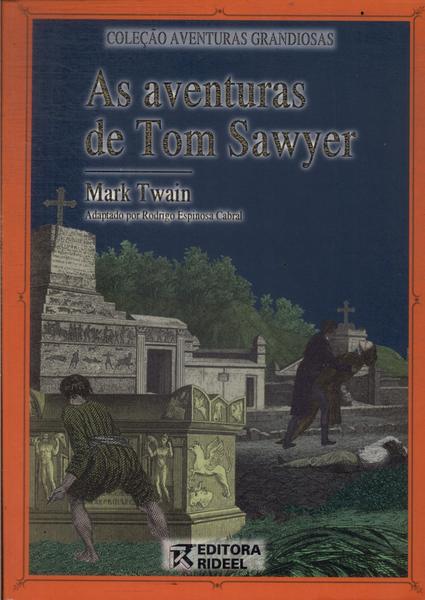 COLEÇÃO AVENTURAS GRANDIOSAS
As aventuras
de Tom Sawyer
Mark Twain
Adaptado por Rodrigo Espinosa Cabral
EDITORA
RIDEEL